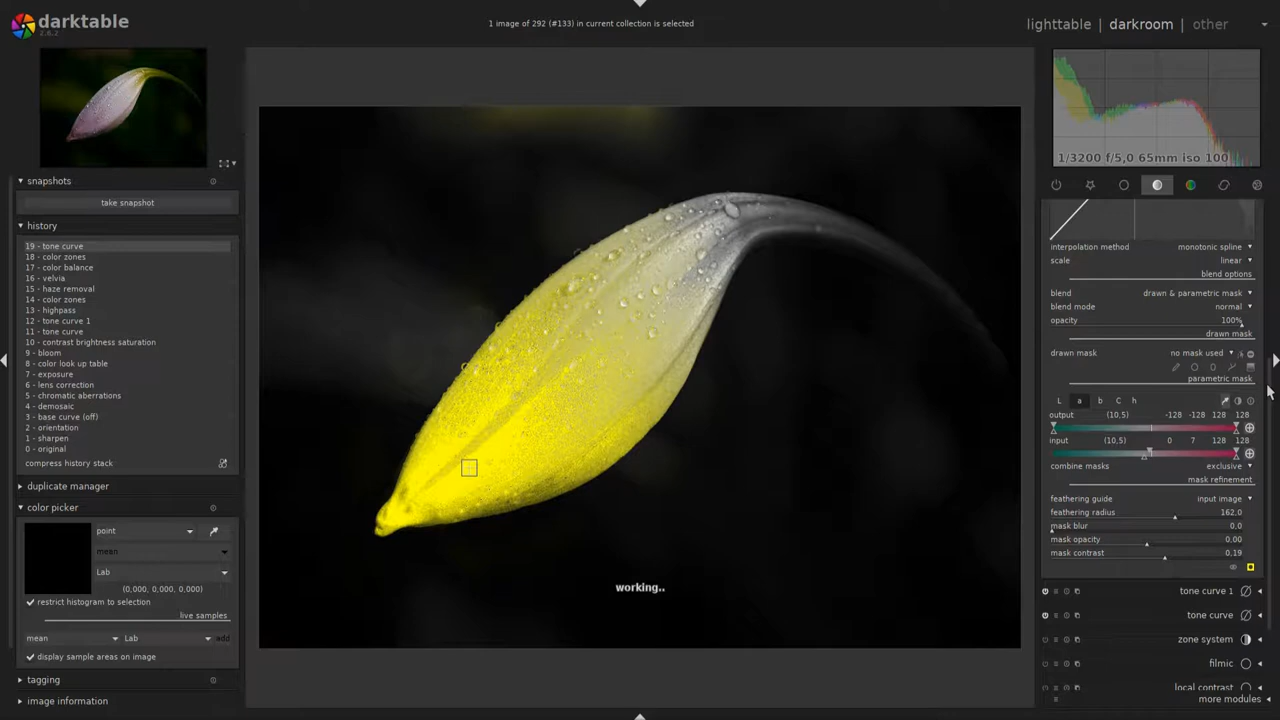 darktable
2.6.2
1 image of 292 (#133) in current collection is selected
lighttable | darkroom | other
snapshots
take snapshot
history
19 - tone curve
18 - color zones
17 - color balance
16 - velvia
15 - haze removal
14 - color zones
13 - highpass
12 - tone curve 1
11 - tone curve
10 - contrast brightness saturation
9 - bloom
8 - color look up table
7 - exposure
6 - lens correction
5 - chromatic aberrations
4 - demosaic
3 - base curve (off)
2 - orientation
1 - sharpen
0 - original
compress history stack
duplicate manager
color picker
point
mean
Lab
(0,000, 0,000, 0,000)
restrict histogram to selection
live samples
mean Lab add
display sample areas on image
tagging
image information
working..
1/3200 f/5,0 65mm iso 100
interpolation method monotonic spline
scale linear
blend options
blend drawn & parametric mask
blend mode normal
opacity 100%
drawn mask
drawn mask no mask used
parametric mask
L a b C h
output (10,5) -128 -128 128 128
input (10,5) 0 7 128 128
combine masks exclusive
mask refinement
feathering guide input image
feathering radius 162.0
mask blur 0,0
mask opacity 0.00
mask contrast 0,19
tone curve 1
tone curve
zone system
filmic
local contrast
more modules